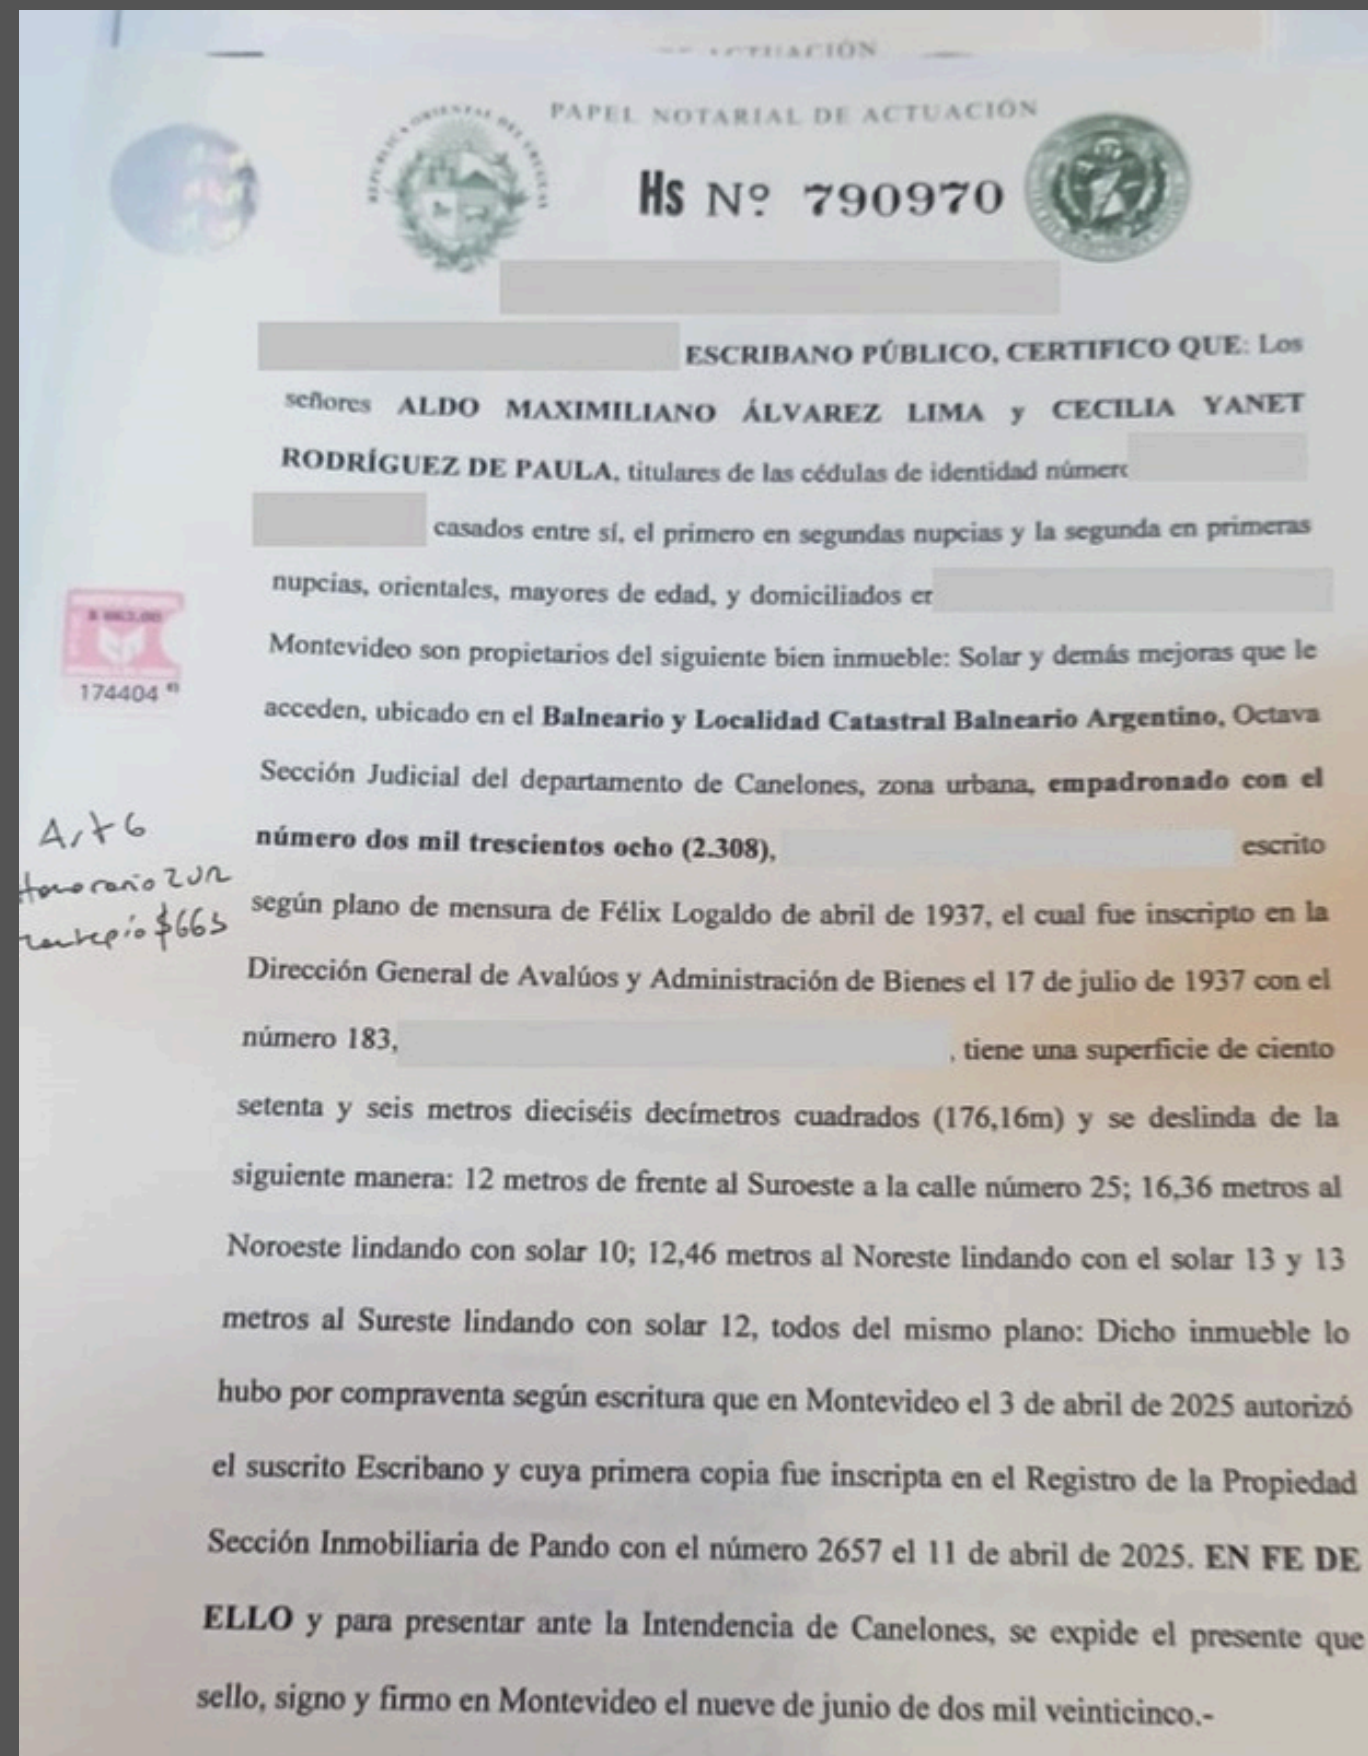 ACTUACIÓN
PAPEL NOTARIAL DE ACTUACIÓN
REPUBLICA ORIENTAL DEL URUGUAY
Hs Nº 790970
ESCRIBANO PÚBLICO, CERTIFICO QUE: Los
señores ALDO MAXIMILIANO ÁLVAREZ LIMA y CECILIA YANET
RODRÍGUEZ DE PAULA, titulares de las cédulas de identidad número
casados entre sí, el primero en segundas nupcias y la segunda en primeras
nupcias, orientales, mayores de edad, y domiciliados en
Montevideo son propietarios del siguiente bien inmueble: Solar y demás mejoras que le
acceden, ubicado en el Balneario y Localidad Catastral Balneario Argentino, Octava
Sección Judicial del departamento de Canelones, zona urbana, empadronado con el
número dos mil trescientos ocho (2.308),
escrito
según plano de mensura de Félix Logaldo de abril de 1937, el cual fue inscripto en la
Dirección General de Avalúos y Administración de Bienes el 17 de julio de 1937 con el
número 183, , tiene una superficie de ciento
setenta y seis metros dieciséis decímetros cuadrados (176,16m) y se deslinda de la
siguiente manera: 12 metros de frente al Suroeste a la calle número 25; 16,36 metros al
Noroeste lindando con solar 10; 12,46 metros al Noreste lindando con el solar 13 y 13
metros al Sureste lindando con solar 12, todos del mismo plano: Dicho inmueble lo
hubo por compraventa según escritura que en Montevideo el 3 de abril de 2025 autorizó
el suscrito Escribano y cuya primera copia fue inscripta en el Registro de la Propiedad
Sección Inmobiliaria de Pando con el número 2657 el 11 de abril de 2025. EN FE DE
ELLO y para presentar ante la Intendencia de Canelones, se expide el presente que
sello, signo y firmo en Montevideo el nueve de junio de dos mil veinticinco.-
174404
Art 6
Honorario 2UR
$663